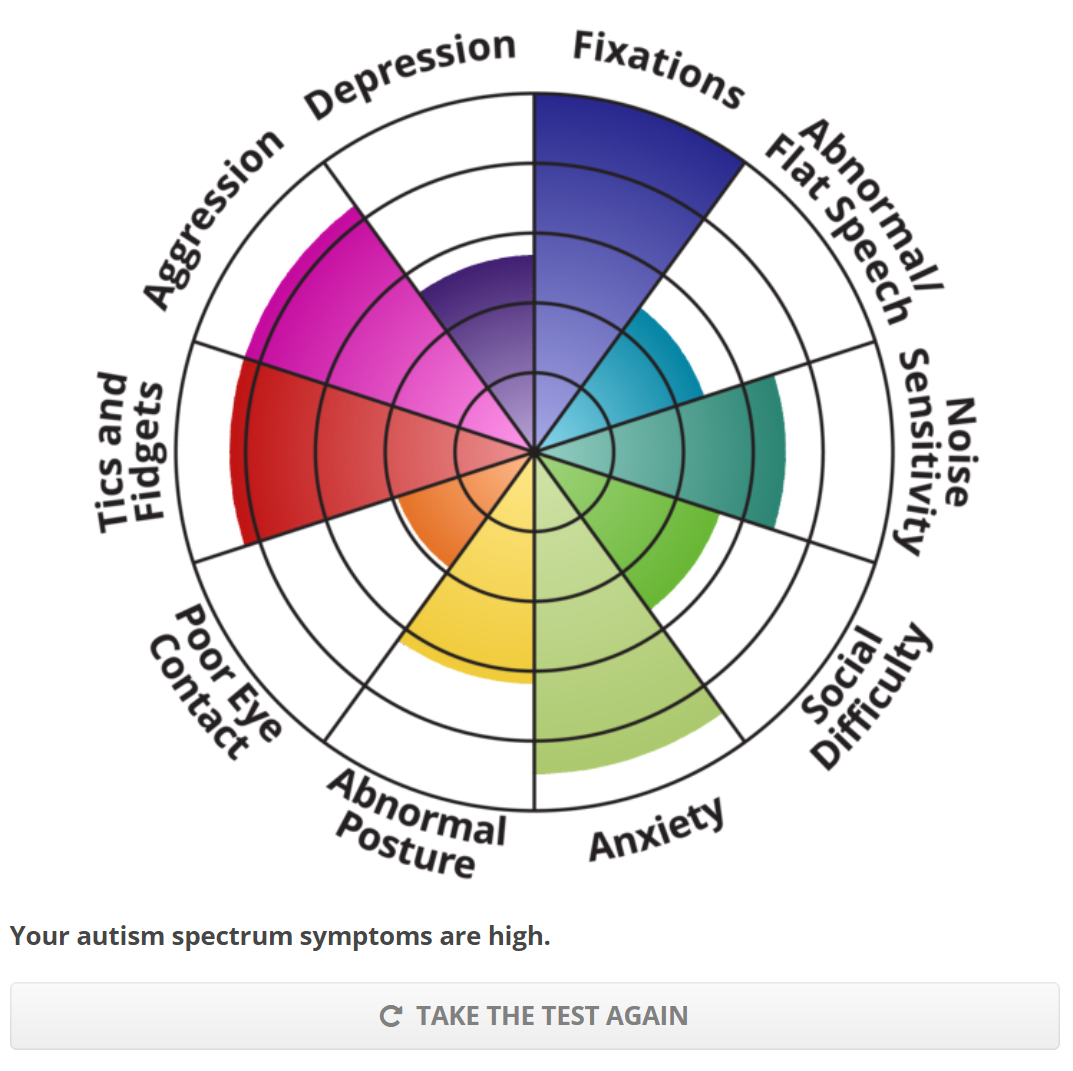 Depression
Fixations
Abnormal/
Flat Speech
Noise
Sensitivity
Social
Difficulty
Anxiety
Abnormal
Posture
Poor Eye
Contact
Tics and
Fidgets
Aggression
Your autism spectrum symptoms are high.
TAKE THE TEST AGAIN